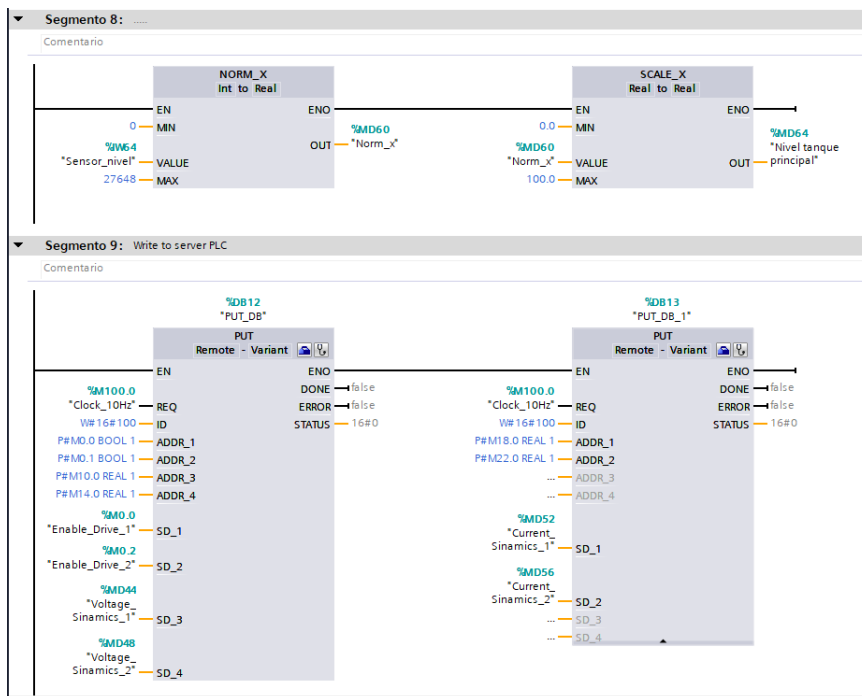 Segmento 8: .....
Comentario
NORM_X
Int to Real
EN
ENO
0
MIN
%IW64
"Sensor_nivel"
VALUE
27648
MAX
OUT
%MD60
"Norm_x"
SCALE_X
Real to Real
EN
ENO
0.0
MIN
%MD60
"Norm_x"
VALUE
100.0
MAX
OUT
%MD64
"Nivel tanque
principal"
Segmento 9: Write to server PLC
Comentario
%DB12
"PUT_DB"
PUT
Remote - Variant
EN
ENO
DONE
false
ERROR
false
STATUS
16#0
%M100.0
"Clock_10Hz"
REQ
W#16#100
ID
P#M0.0 BOOL 1
ADDR_1
P#M0.1 BOOL 1
ADDR_2
P#M10.0 REAL 1
ADDR_3
P#M14.0 REAL 1
ADDR_4
%M0.0
"Enable_Drive_1"
SD_1
%M0.2
"Enable_Drive_2"
SD_2
%MD44
"Voltage_
Sinamics_1"
SD_3
%MD48
"Voltage_
Sinamics_2"
SD_4
%DB13
"PUT_DB_1"
PUT
Remote - Variant
EN
ENO
DONE
false
ERROR
false
STATUS
16#0
%M100.0
"Clock_10Hz"
REQ
W#16#100
ID
P#M18.0 REAL 1
ADDR_1
P#M22.0 REAL 1
ADDR_2
...
ADDR_3
...
ADDR_4
%MD52
"Current_
Sinamics_1"
SD_1
%MD56
"Current_
Sinamics_2"
SD_2
...
SD_3
...
SD_4